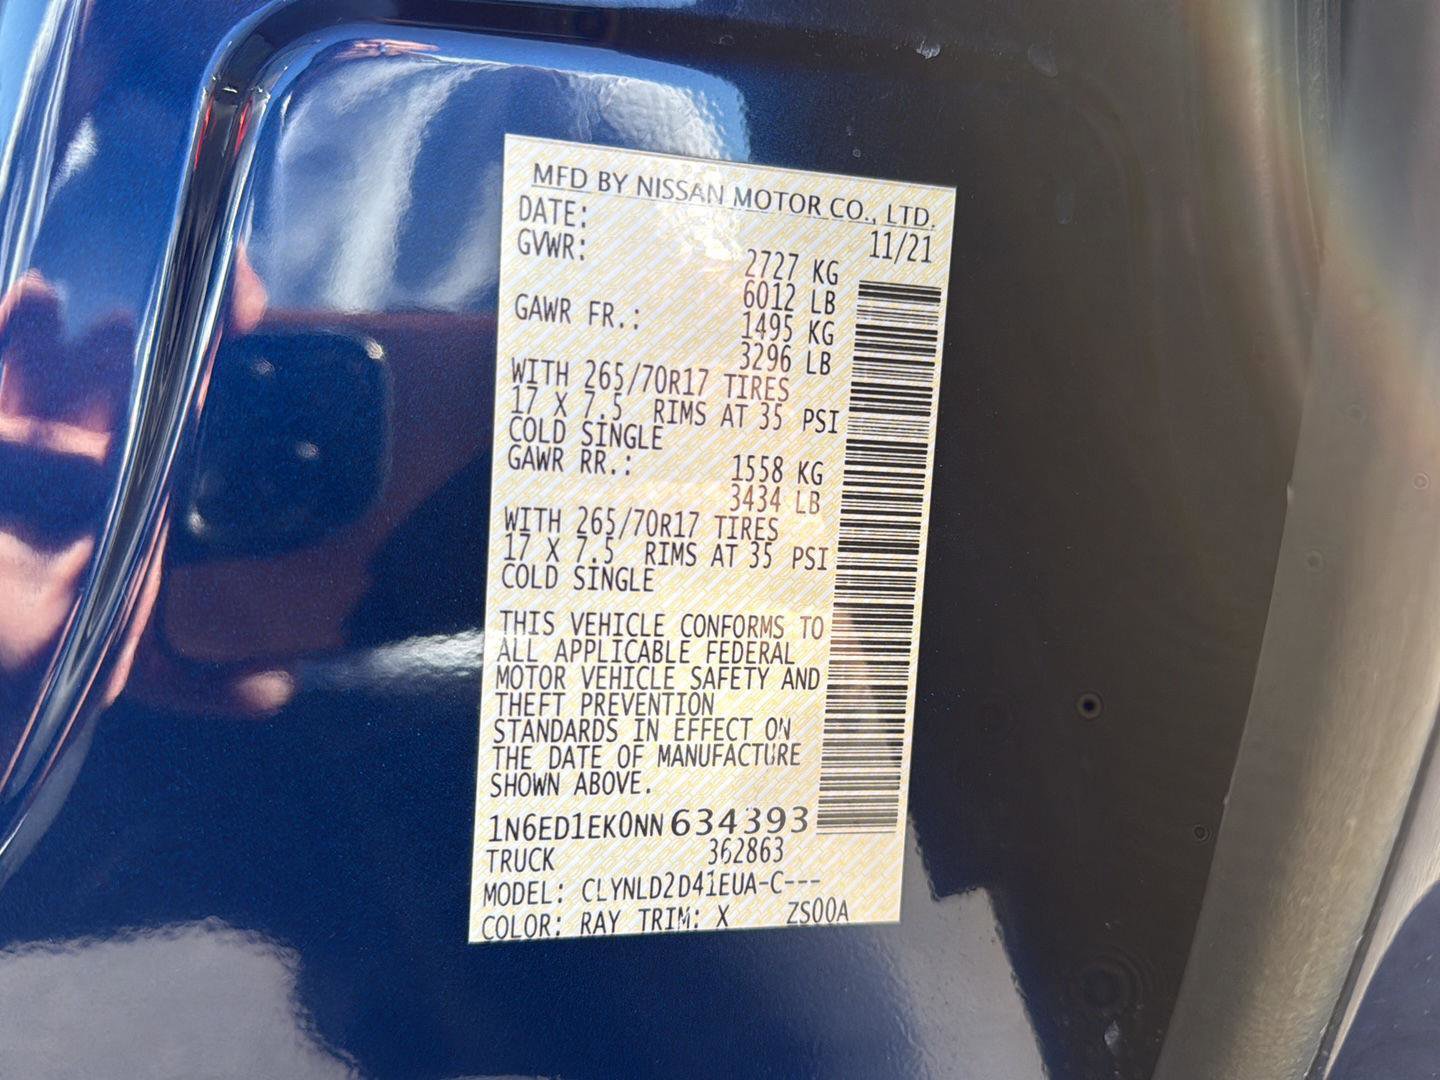 MFD BY NISSAN MOTOR CO., LTD.
DATE: 11/21
GVWR: 2727 KG
6012 LB
GAWR FR.: 1495 KG
3296 LB
WITH 265/70R17 TIRES
17 X 7.5 RIMS AT 35 PSI
COLD SINGLE
GAWR RR.: 1558 KG
3434 LB
WITH 265/70R17 TIRES
17 X 7.5 RIMS AT 35 PSI
COLD SINGLE
THIS VEHICLE CONFORMS TO
ALL APPLICABLE FEDERAL
MOTOR VEHICLE SAFETY AND
THEFT PREVENTION
STANDARDS IN EFFECT ON
THE DATE OF MANUFACTURE
SHOWN ABOVE.
1N6ED1EK0NN634393
TRUCK 362863
MODEL: CLYNLD2D41EUA-C---
COLOR: RAY TRIM: X ZS00A